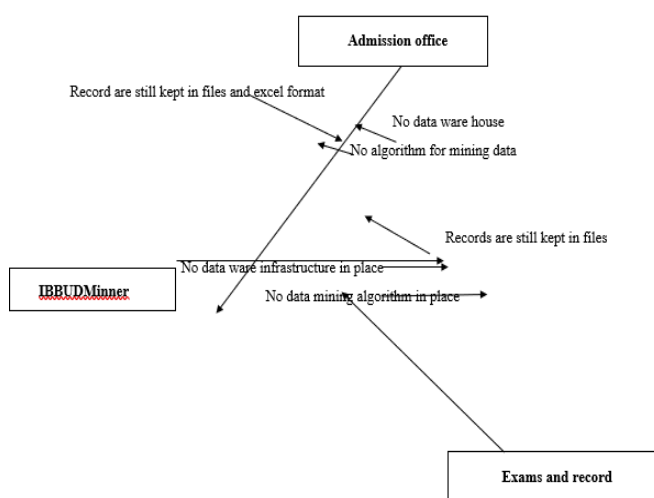 Admission office
Record are still kept in files and excel format
No data ware house
No algorithm for mining data
Records are still kept in files
No data ware infrastructure in place
IBBUDMinner
No data mining algorithm in place
Exams and record